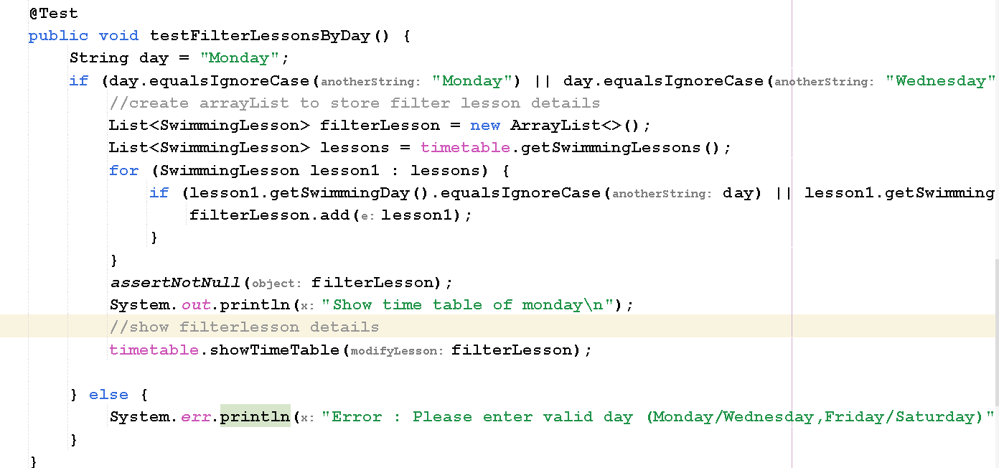 @Test
public void testFilterLessonsByDay() {
String day = "Monday";
if (day.equalsIgnoreCase(anotherString: "Monday") || day.equalsIgnoreCase(anotherString: "Wednesday"
//create arrayList to store filter lesson details
List<SwimmingLesson> filterLesson = new ArrayList<>();
List<SwimmingLesson> lessons = timetable.getSwimmingLessons();
for (SwimmingLesson lesson1 : lessons) {
if (lesson1.getSwimmingDay().equalsIgnoreCase(anotherString: day) || lesson1.getSwimming
filterLesson.add(e: lesson1);
}
}
assertNotNull(object: filterLesson);
System.out.println(x: "Show time table of monday\n");
//show filterlesson details
timetable.showTimeTable(modifyLesson: filterLesson);
} else {
System.err.println(x: "Error : Please enter valid day (Monday/Wednesday,Friday/Saturday)"
}
}